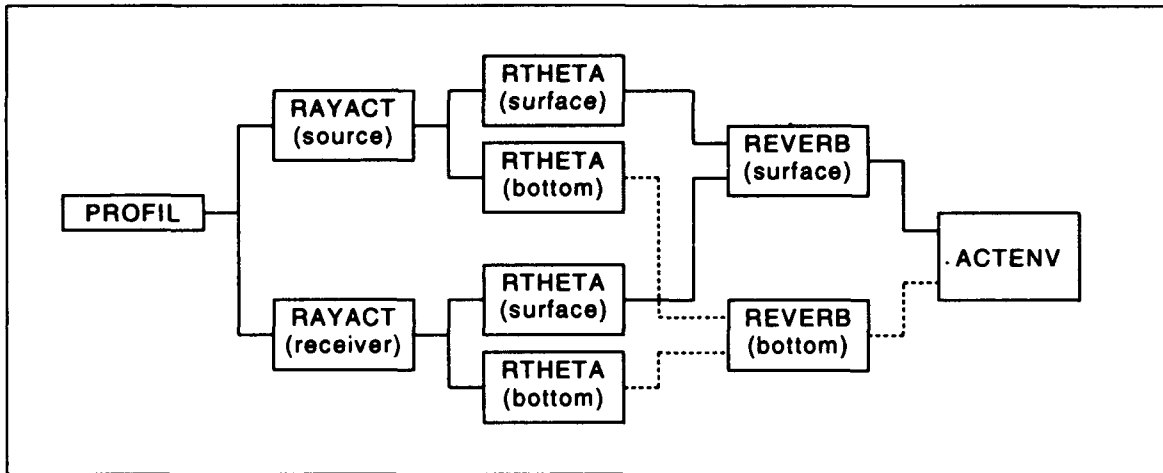 PROFIL
RAYACT
(source)
RAYACT
(receiver)
RTHETA
(surface)
RTHETA
(bottom)
RTHETA
(surface)
RTHETA
(bottom)
REVERB
(surface)
REVERB
(bottom)
ACTENV